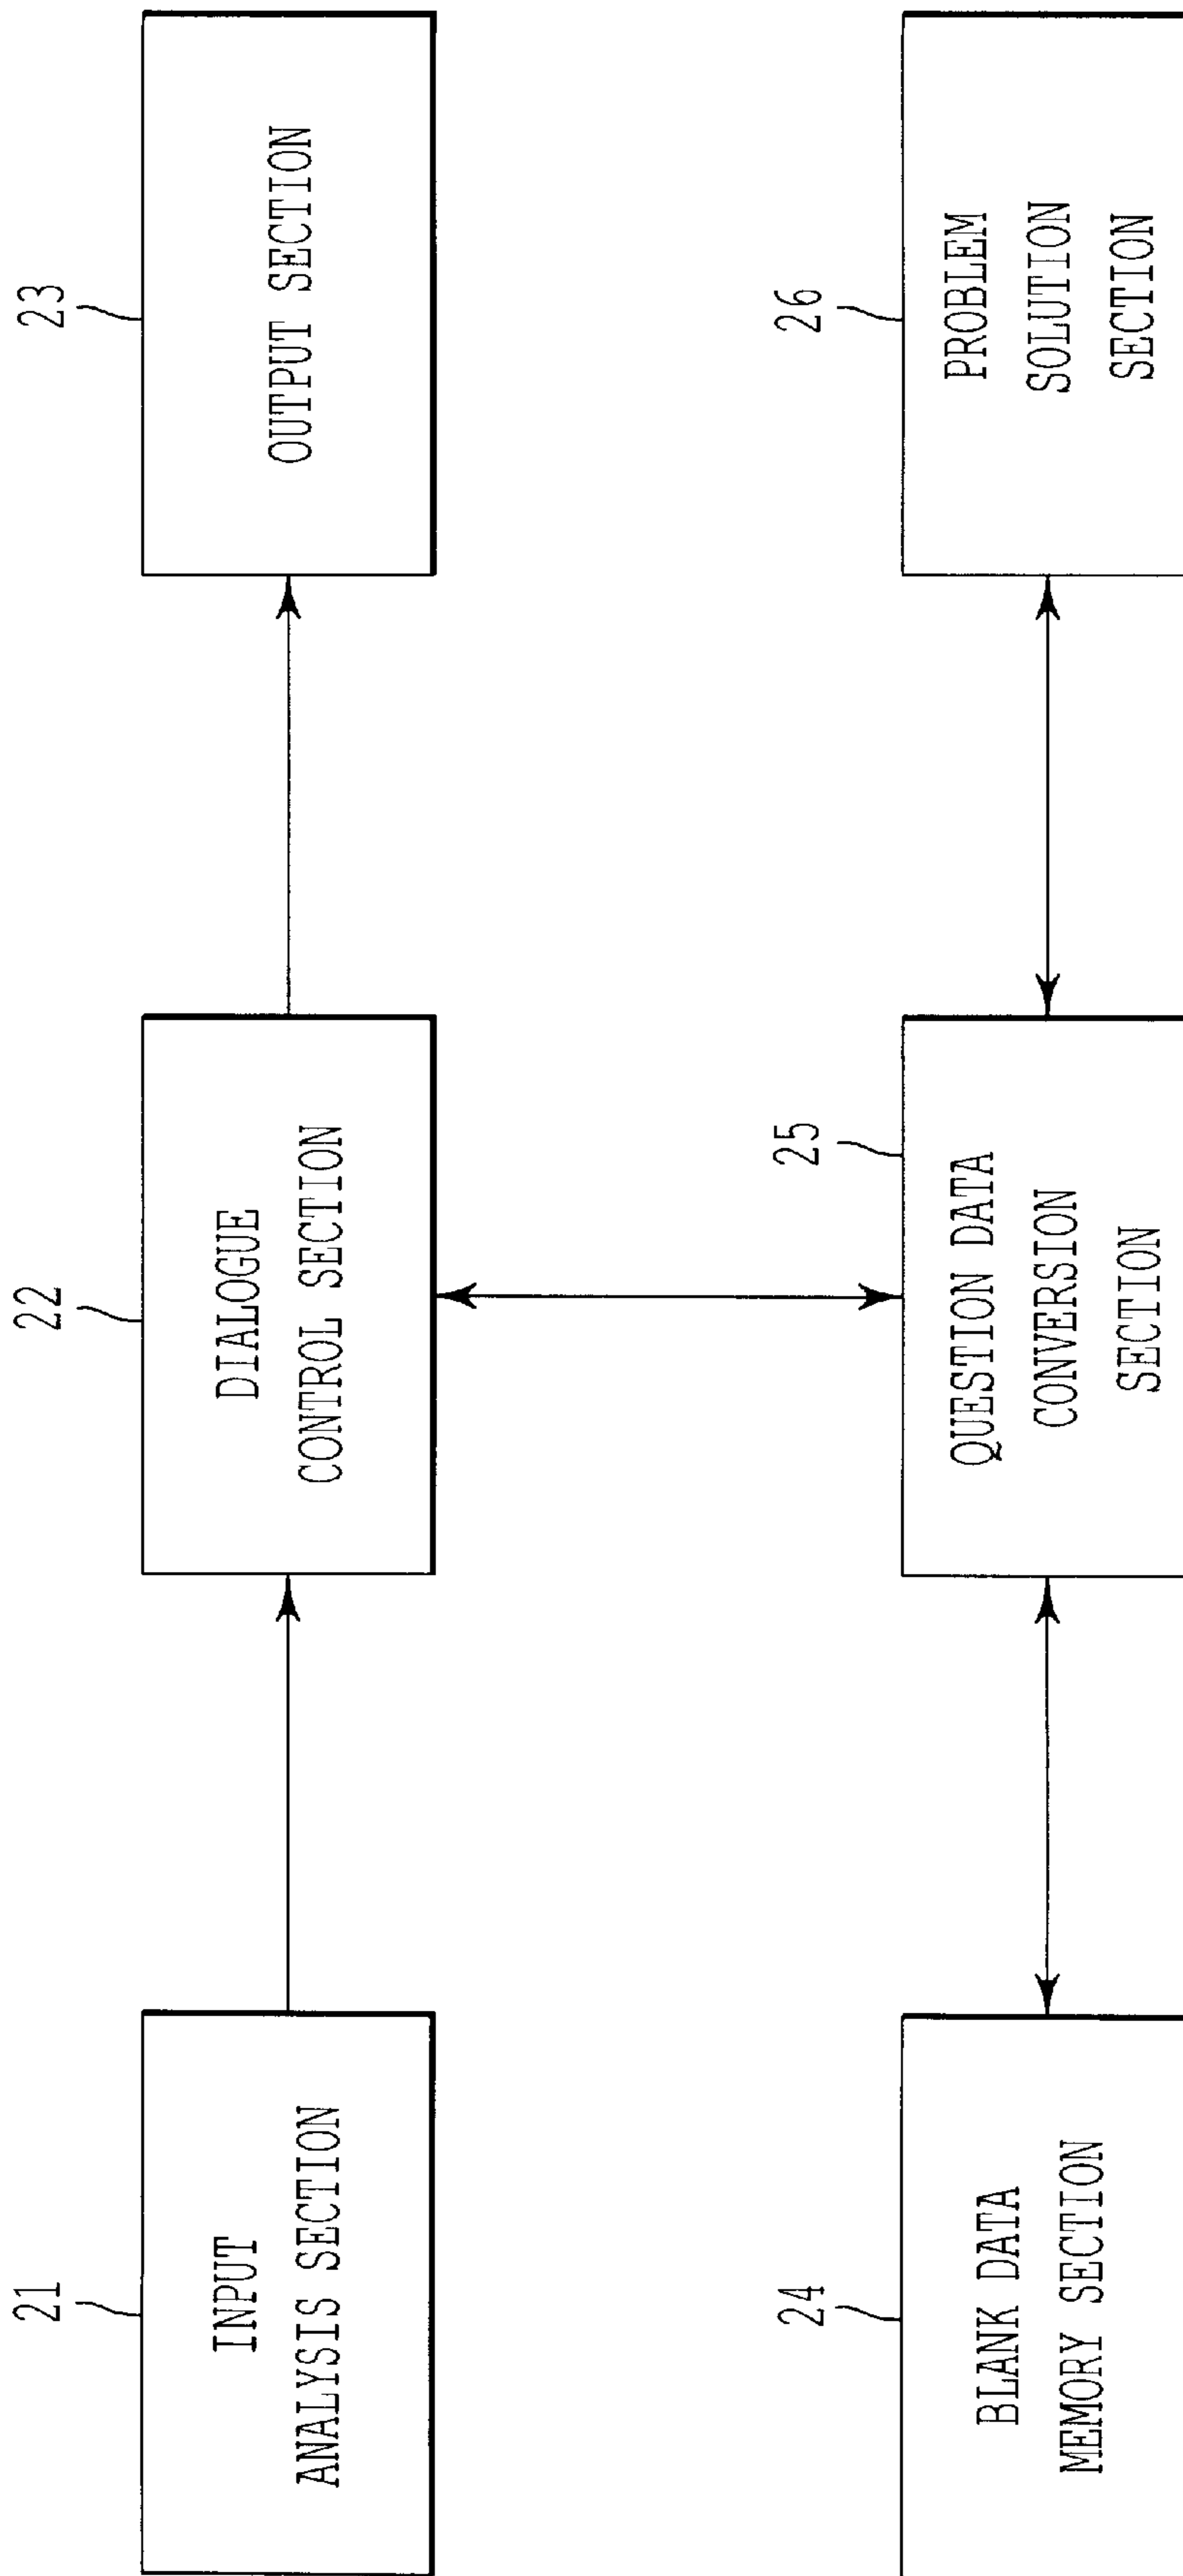 21
INPUT
ANALYSIS SECTION
22
DIALOGUE
CONTROL SECTION
23
OUTPUT SECTION
24
BLANK DATA
MEMORY SECTION
25
QUESTION DATA
CONVERSION
SECTION
26
PROBLEM
SOLUTION
SECTION